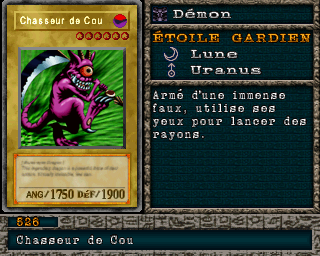 Chasseur de Cou
ANG/1750 DÉF/1900
Démon
ÉTOILE GARDIEN
Lune
Uranus
Armé d'une immense
faux, utilise ses
yeux pour lancer des
rayons.
526
Chasseur de Cou